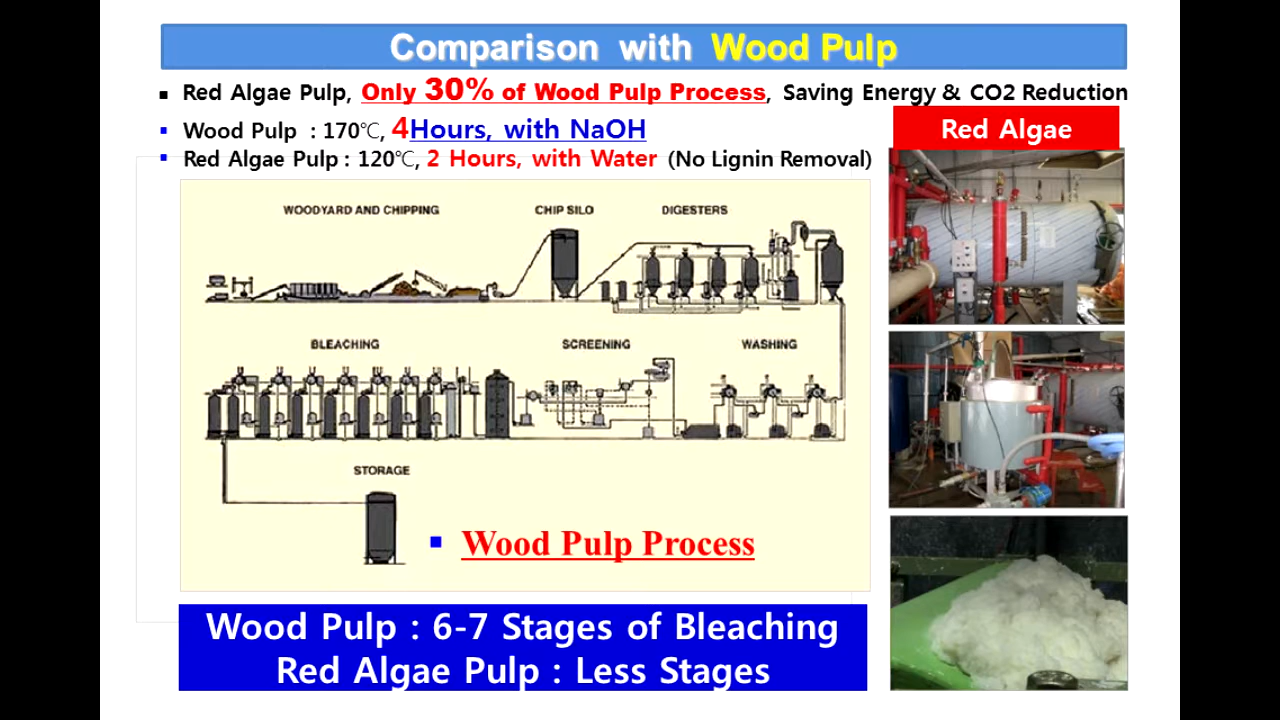 Comparison with Wood Pulp
Red Algae Pulp, Only 30% of Wood Pulp Process, Saving Energy & CO2 Reduction
Wood Pulp : 170℃, 4Hours, with NaOH
Red Algae
Red Algae Pulp : 120℃, 2 Hours, with Water (No Lignin Removal)
WOODYARD AND CHIPPING CHIP SILO DIGESTERS
BLEACHING SCREENING WASHING
STORAGE
Wood Pulp Process
Wood Pulp : 6-7 Stages of Bleaching
Red Algae Pulp : Less Stages